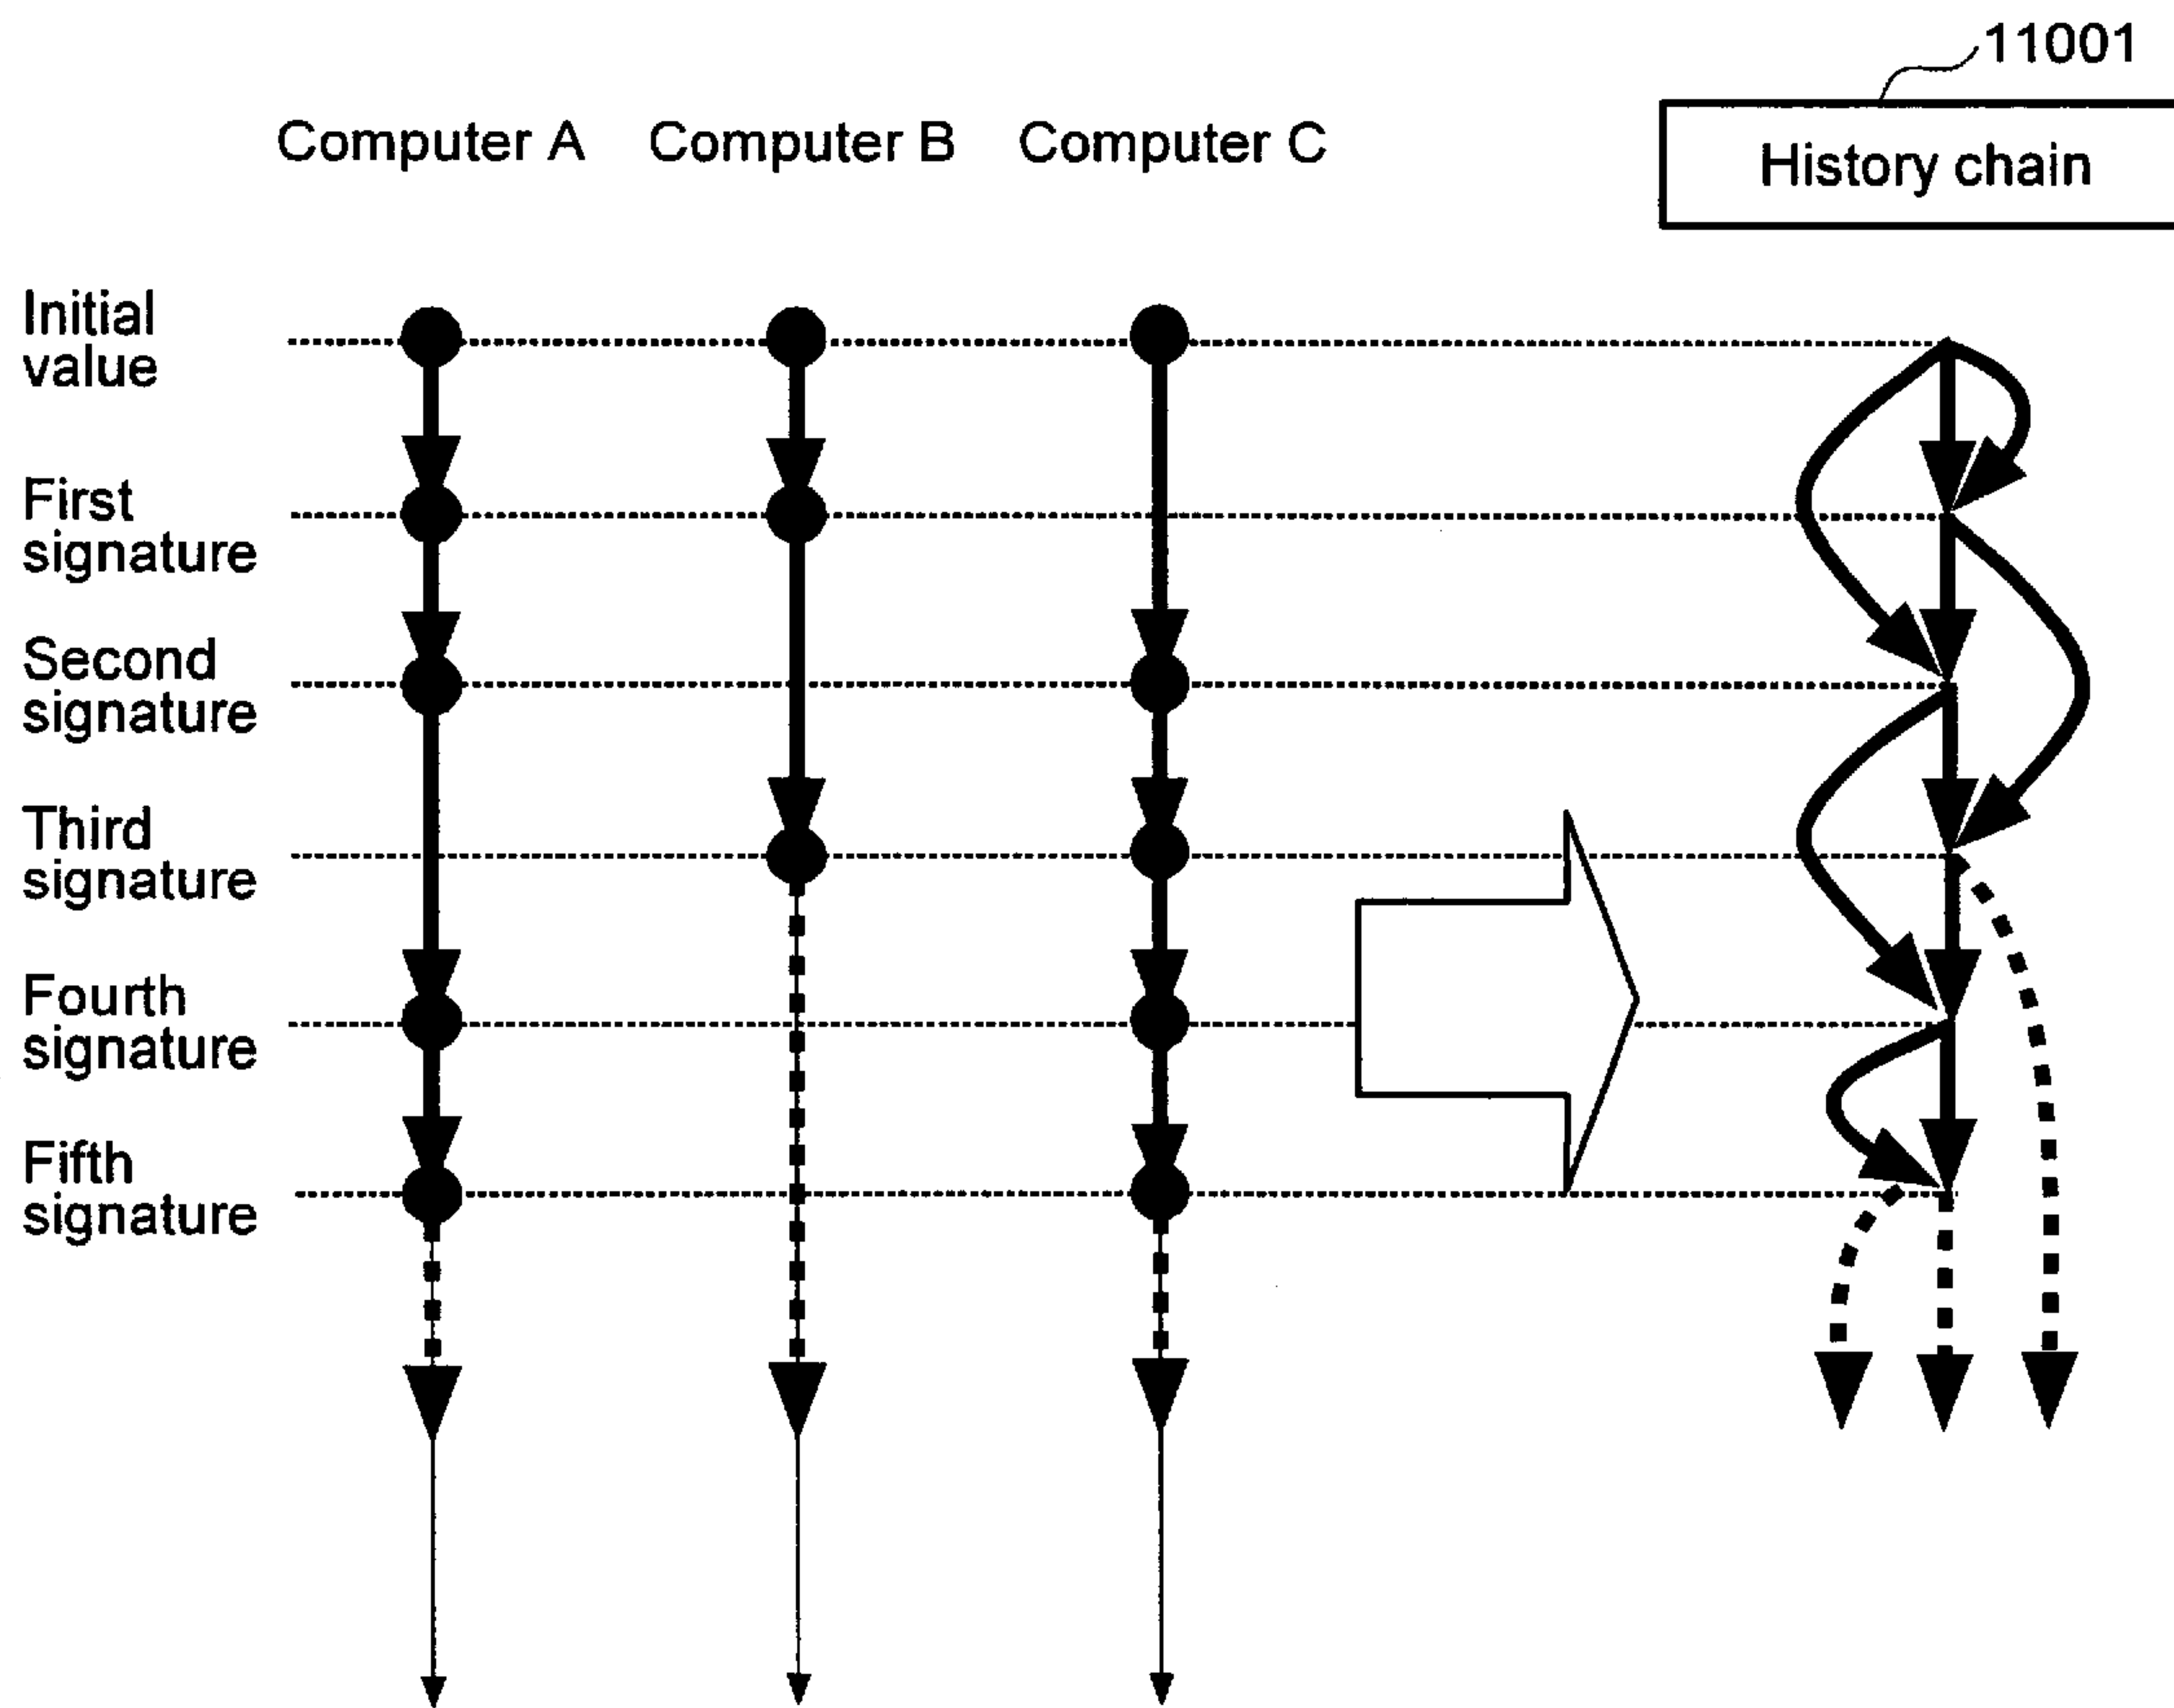 11001
Computer A
Computer B
Computer C
History chain
Initial
value
First
signature
Second
signature
Third
signature
Fourth
signature
Fifth
signature